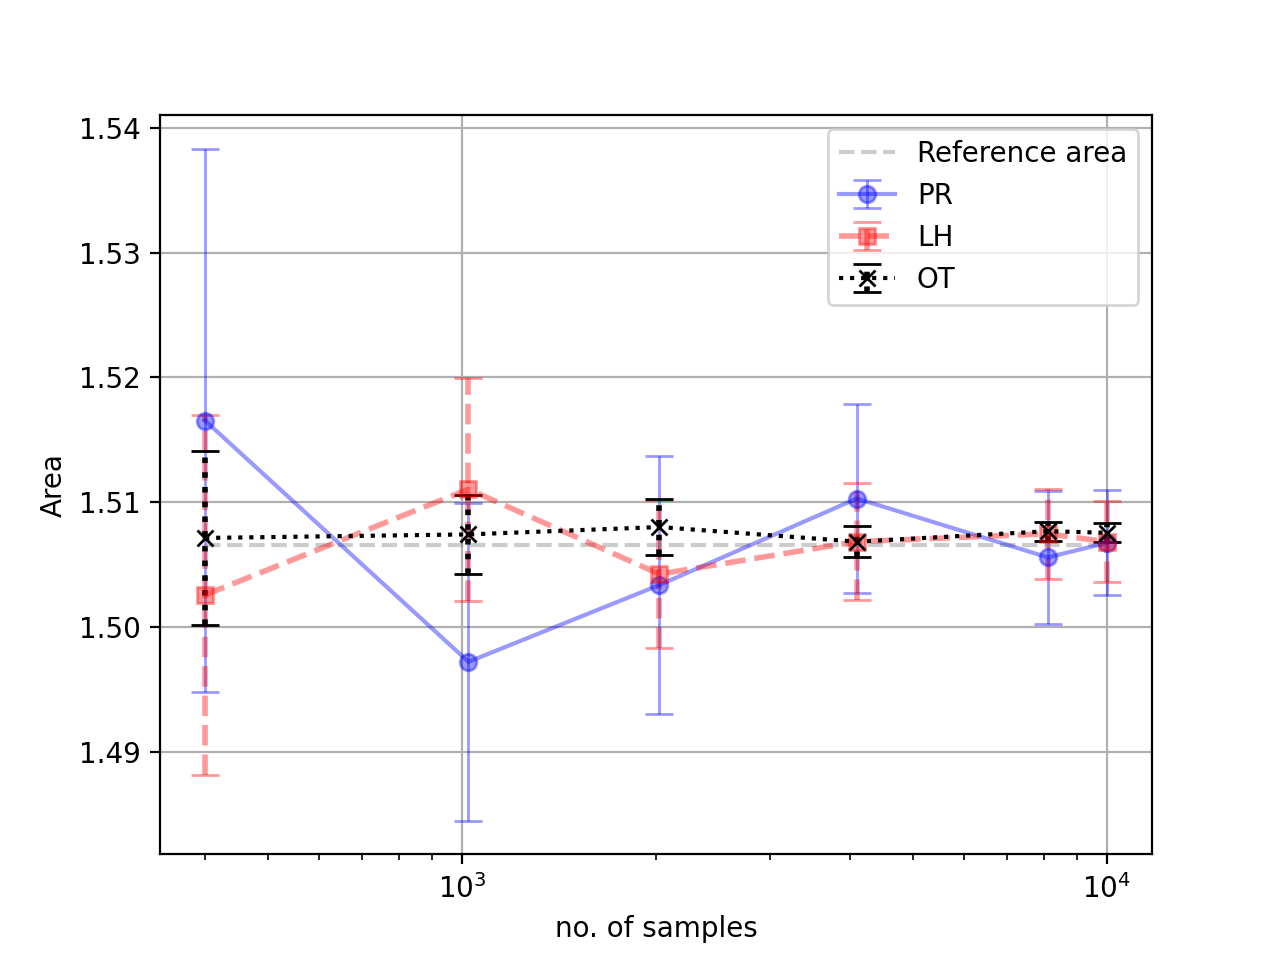 1.54
1.53
1.52
1.51
1.50
1.49
Area
Reference area
PR
LH
OT
10³
10⁴
no. of samples